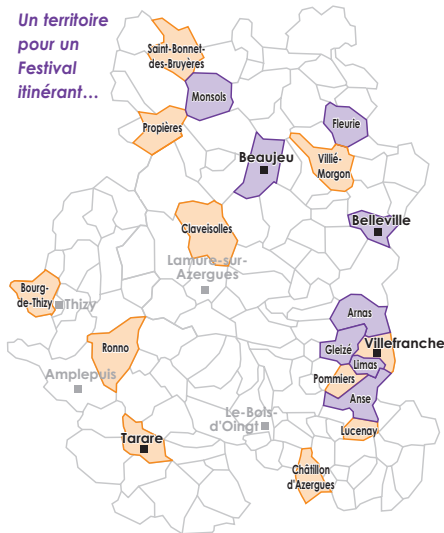 Un territoire
pour un
Festival
itinérant...
Saint-Bonnet-
des-Bruyères
Monsols
Propières
Fleurie
Beaujeu
Villié-
Morgon
Belleville
Claveisolles
Lamure-sur-
Azergues
Bourg-
de-Thizy
Thizy
Arnas
Ronno
Gleizé
Villefranche
Limas
Amplepuis
Pommiers
Anse
Le-Bois-
d'Oingt
Lucenay
Tarare
Châtillon
d'Azergues